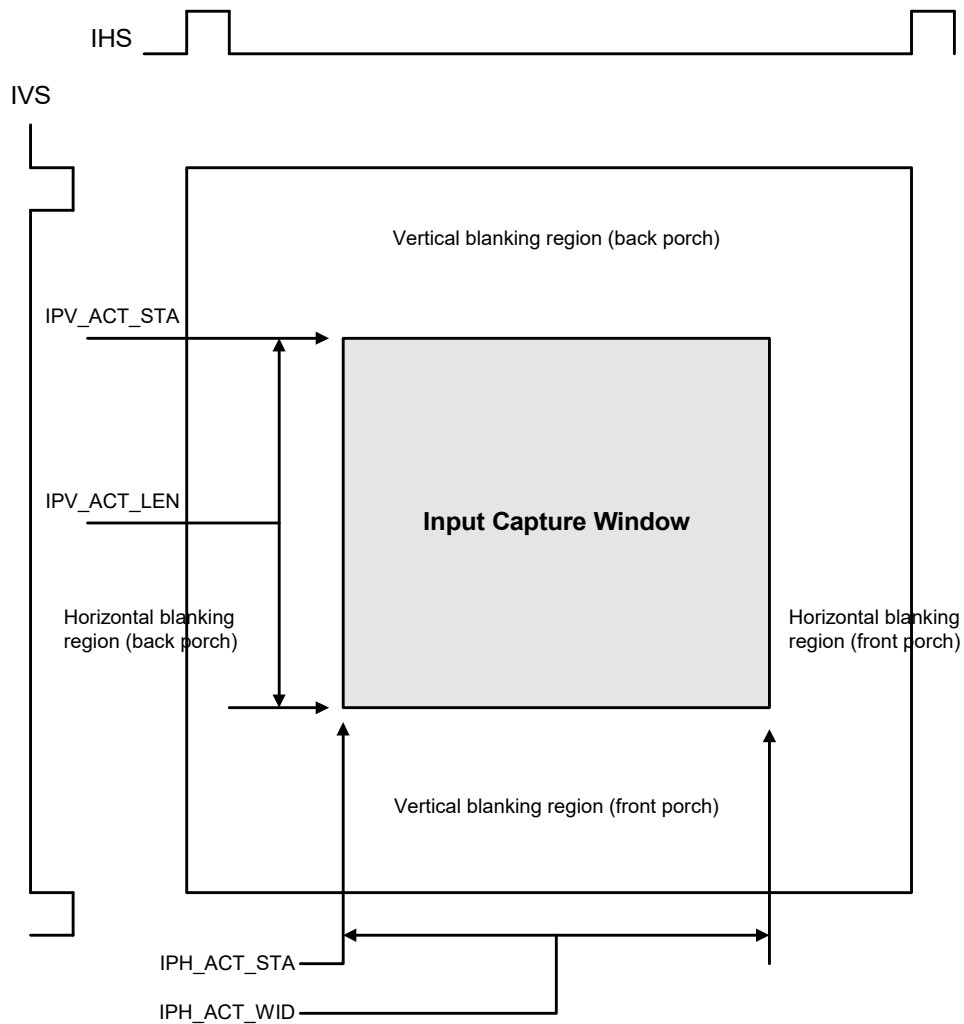 IHS
IVS
Vertical blanking region (back porch)
IPV_ACT_STA
IPV_ACT_LEN
Input Capture Window
Horizontal blanking
region (back porch)
Horizontal blanking
region (front porch)
Vertical blanking region (front porch)
IPH_ACT_STA
IPH_ACT_WID